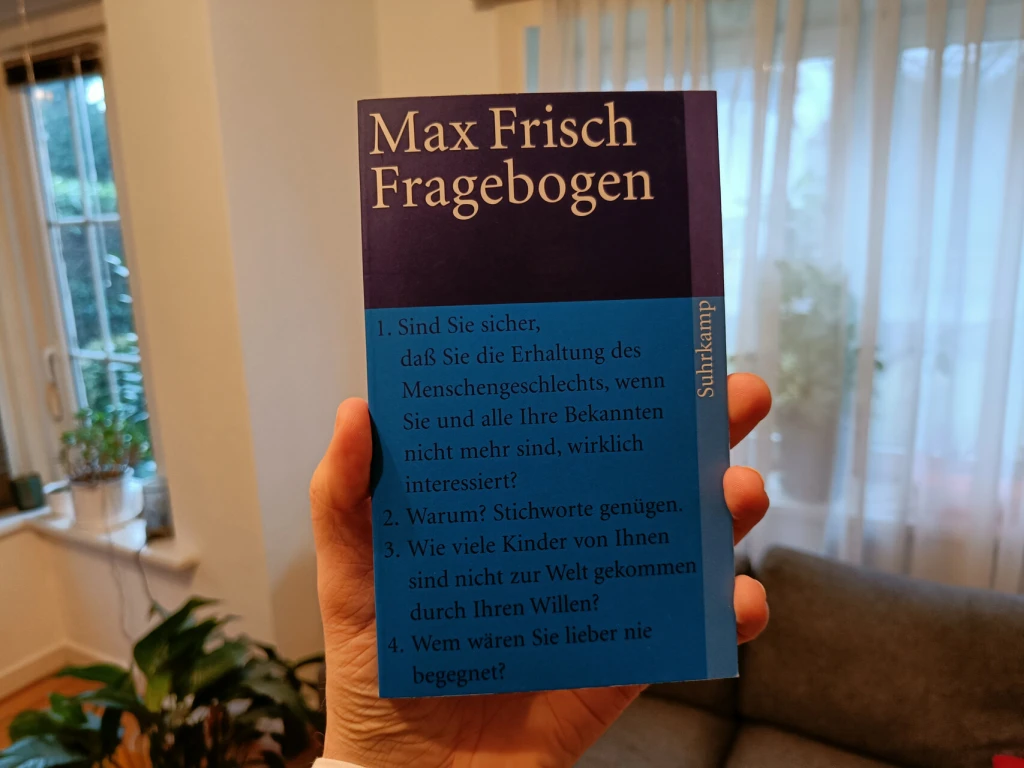 Max Frisch
Fragebogen
1. Sind Sie sicher,
daß Sie die Erhaltung des
Menschengeschlechts, wenn
Sie und alle Ihre Bekannten
nicht mehr sind, wirklich
interessiert?
2. Warum? Stichworte genügen.
3. Wie viele Kinder von Ihnen
sind nicht zur Welt gekommen
durch Ihren Willen?
4. Wem wären Sie lieber nie
begegnet?
Suhrkamp